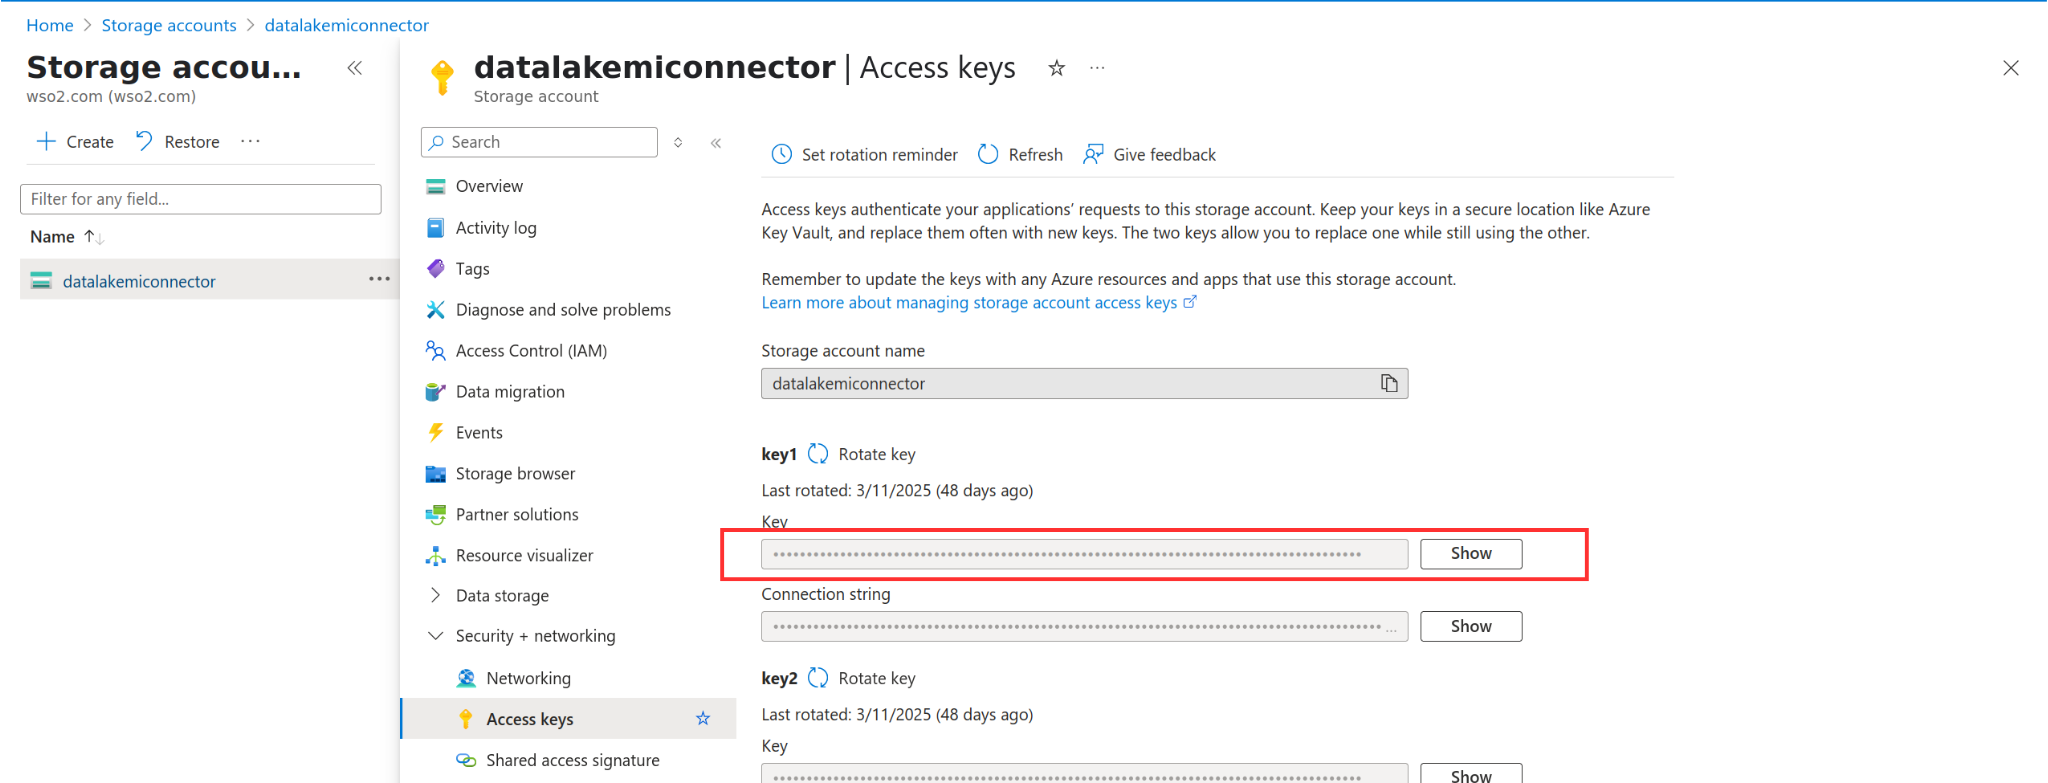 Home > Storage accounts > datalakemiconnector
Storage accou...
wso2.com (wso2.com)
Create Restore ...
Filter for any field...
Name
datalakemiconnector ...
datalakemiconnector | Access keys ...
Storage account
Search
Overview
Activity log
Tags
Diagnose and solve problems
Access Control (IAM)
Data migration
Events
Storage browser
Partner solutions
Resource visualizer
Data storage
Security + networking
Networking
Access keys
Shared access signature
Set rotation reminder Refresh Give feedback
Access keys authenticate your applications’ requests to this storage account. Keep your keys in a secure location like Azure
Key Vault, and replace them often with new keys. The two keys allow you to replace one while still using the other.
Remember to update the keys with any Azure resources and apps that use this storage account.
Learn more about managing storage account access keys
Storage account name
datalakemiconnector
key1 Rotate key
Last rotated: 3/11/2025 (48 days ago)
Key
Show
Connection string
Show
key2 Rotate key
Last rotated: 3/11/2025 (48 days ago)
Key
Show